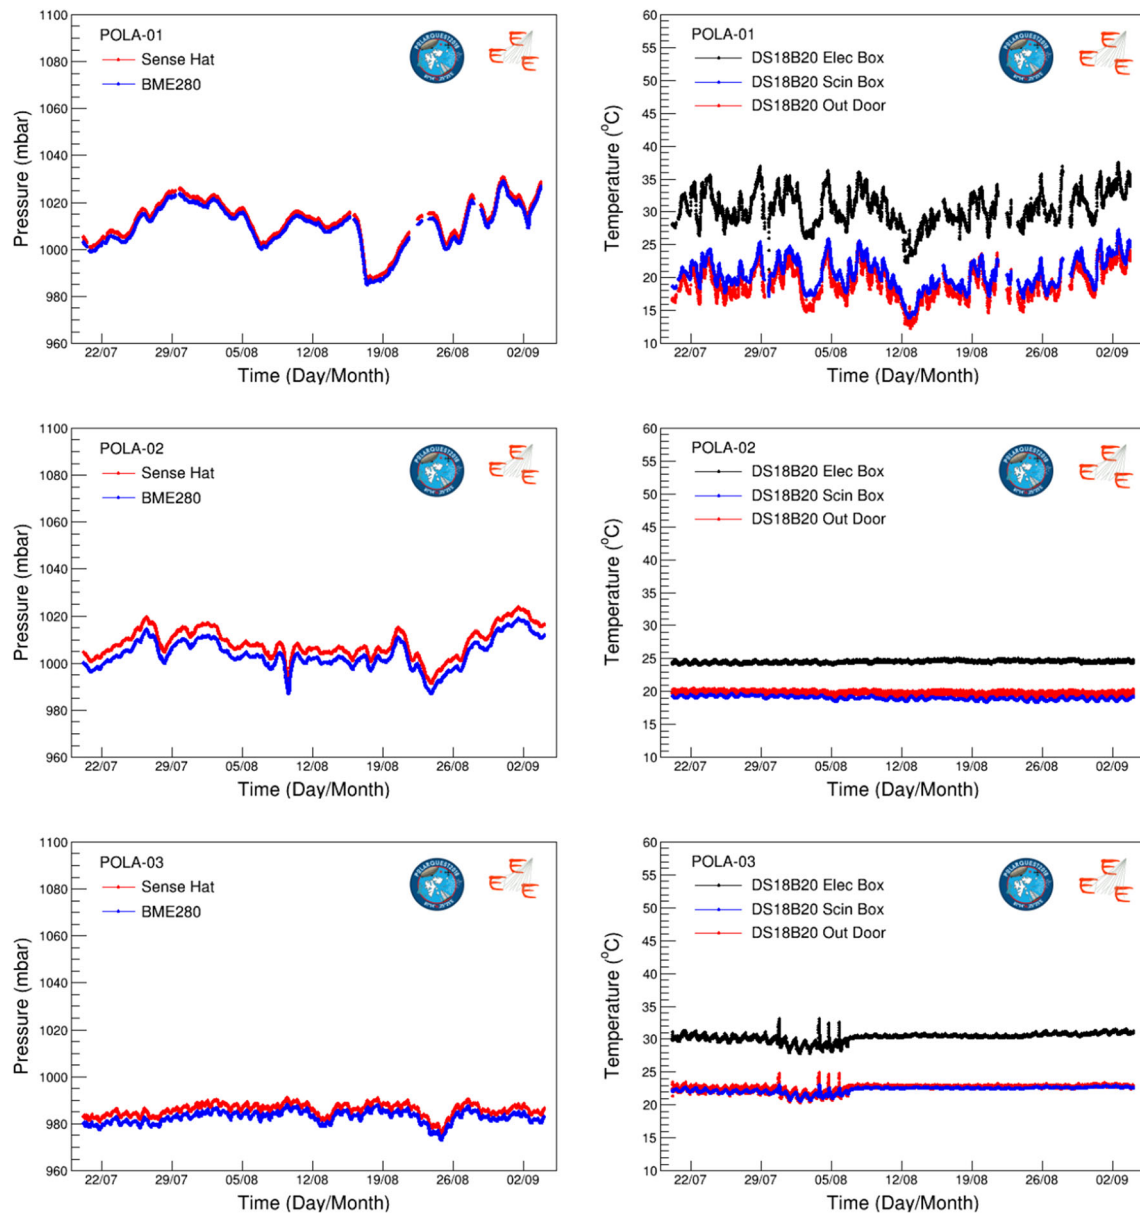 POLA-01
Sense Hat
BME280
Pressure (mbar)
1100
1080
1060
1040
1020
1000
980
960
22/07 29/07 05/08 12/08 19/08 26/08 02/09
Time (Day/Month)
POLARQUEST2018
POLA-01
DS18B20 Elec Box
DS18B20 Scin Box
DS18B20 Out Door
Temperature (°C)
60
55
50
45
40
35
30
25
20
15
10
22/07 29/07 05/08 12/08 19/08 26/08 02/09
Time (Day/Month)
POLARQUEST2018
POLA-02
Sense Hat
BME280
Pressure (mbar)
1100
1080
1060
1040
1020
1000
980
960
22/07 29/07 05/08 12/08 19/08 26/08 02/09
Time (Day/Month)
POLARQUEST2018
POLA-02
DS18B20 Elec Box
DS18B20 Scin Box
DS18B20 Out Door
Temperature (°C)
60
55
50
45
40
35
30
25
20
15
10
22/07 29/07 05/08 12/08 19/08 26/08 02/09
Time (Day/Month)
POLARQUEST2018
POLA-03
Sense Hat
BME280
Pressure (mbar)
1100
1080
1060
1040
1020
1000
980
960
22/07 29/07 05/08 12/08 19/08 26/08 02/09
Time (Day/Month)
POLARQUEST2018
POLA-03
DS18B20 Elec Box
DS18B20 Scin Box
DS18B20 Out Door
Temperature (°C)
60
55
50
45
40
35
30
25
20
15
10
22/07 29/07 05/08 12/08 19/08 26/08 02/09
Time (Day/Month)
POLARQUEST2018